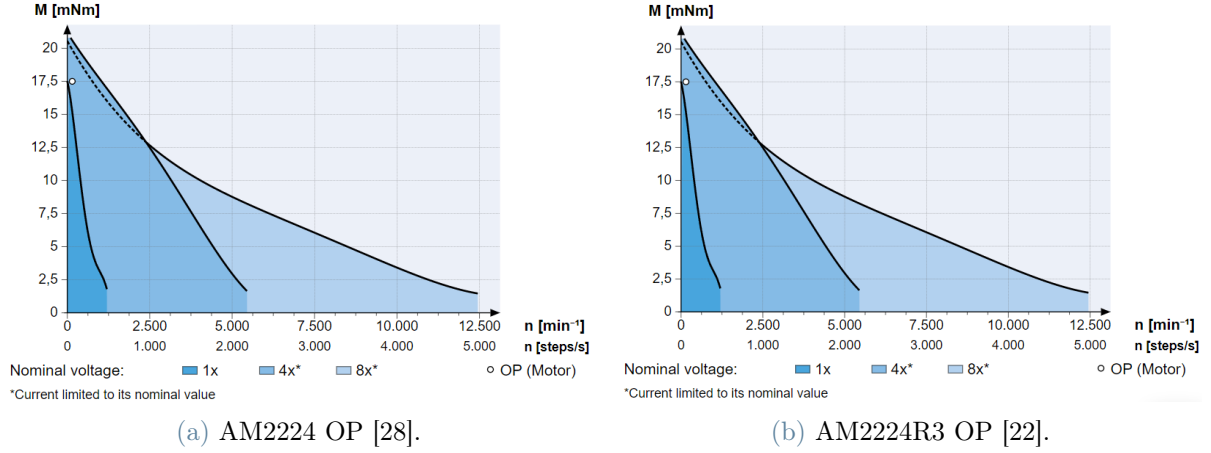 M [mNm]
20
17,5
15
12,5
10
7,5
5
2,5
0
0 2.500 5.000 7.500 10.000 12.500 n [min⁻¹]
0 1.000 2.000 3.000 4.000 5.000 n [steps/s]
Nominal voltage: 1x 4x* 8x* OP (Motor)
*Current limited to its nominal value
(a) AM2224 OP [28].
M [mNm]
20
17,5
15
12,5
10
7,5
5
2,5
0
0 2.500 5.000 7.500 10.000 12.500 n [min⁻¹]
0 1.000 2.000 3.000 4.000 5.000 n [steps/s]
Nominal voltage: 1x 4x* 8x* OP (Motor)
*Current limited to its nominal value
(b) AM2224R3 OP [22].